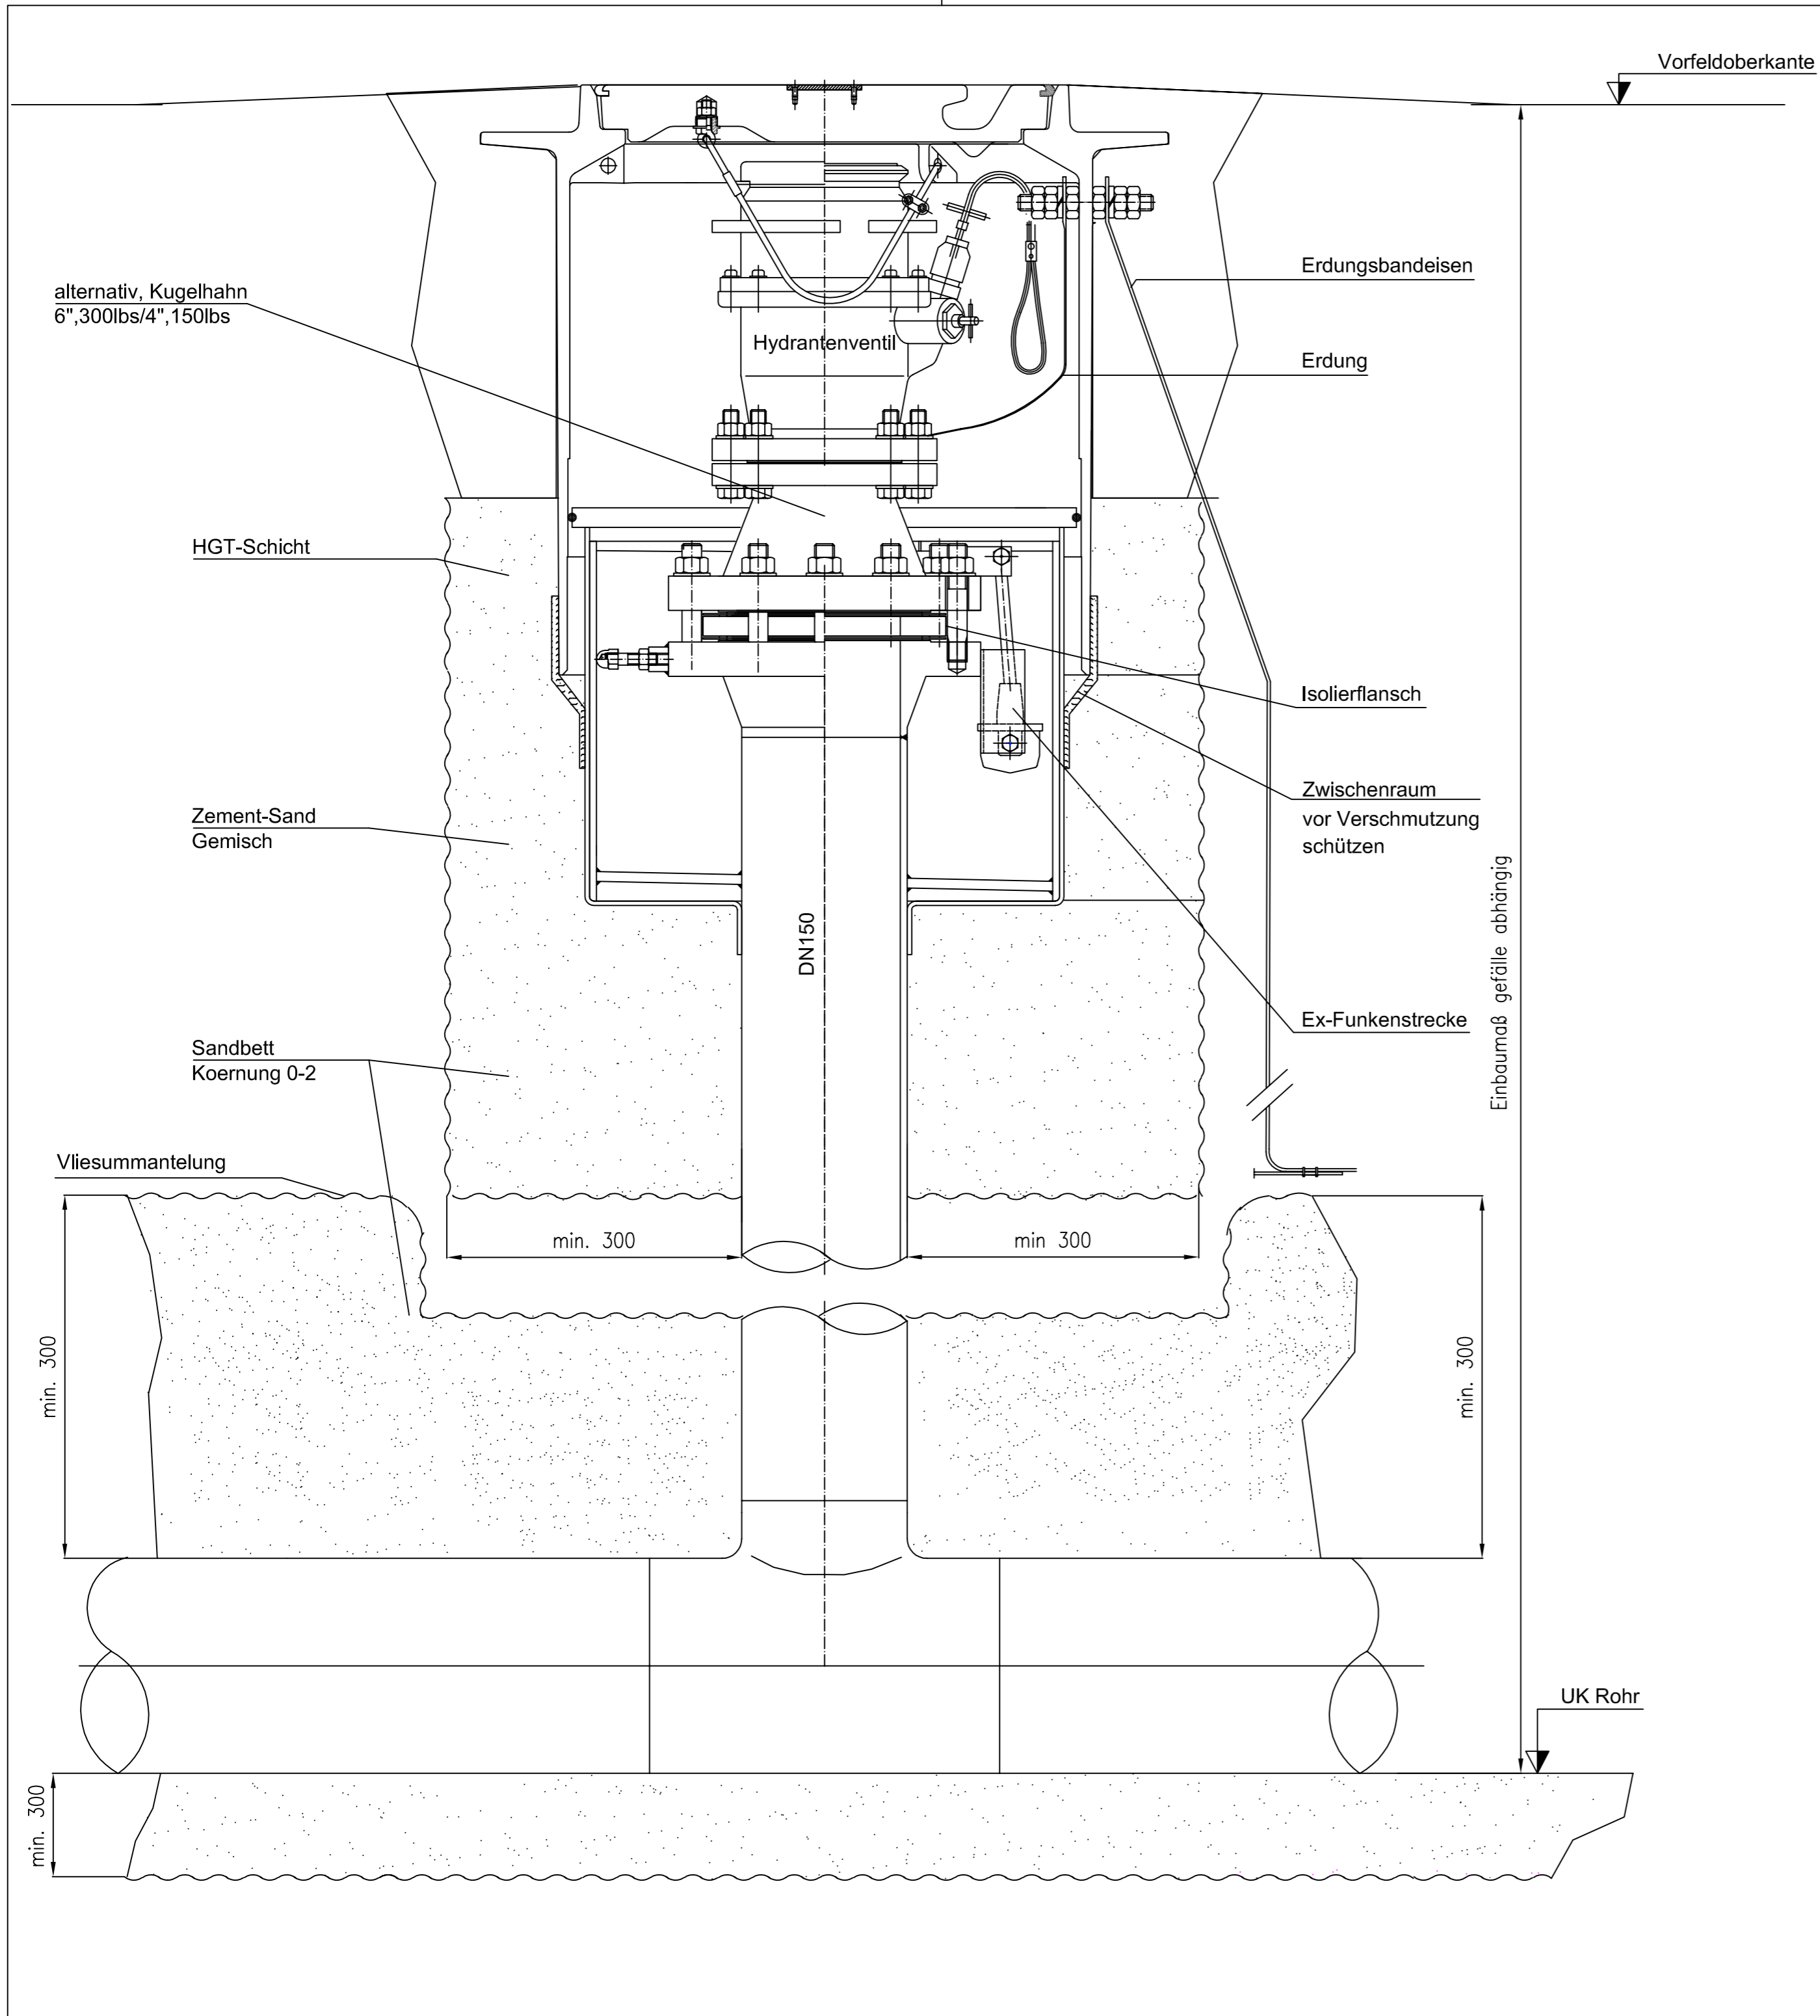 Vorfeldoberkante
alternativ, Kugelhahn
6",300lbs/4",150lbs
Erdungsbandeisen
Hydrantenventil
Erdung
HGT-Schicht
Isolierflansch
Zement-Sand
Gemisch
Zwischenraum
vor Verschmutzung
schützen
DN150
Einbaumaß gefälle abhängig
Ex-Funkenstrecke
Sandbett
Koernung 0-2
Vliesummantelung
min. 300
min 300
min. 300
min. 300
UK Rohr
min. 300